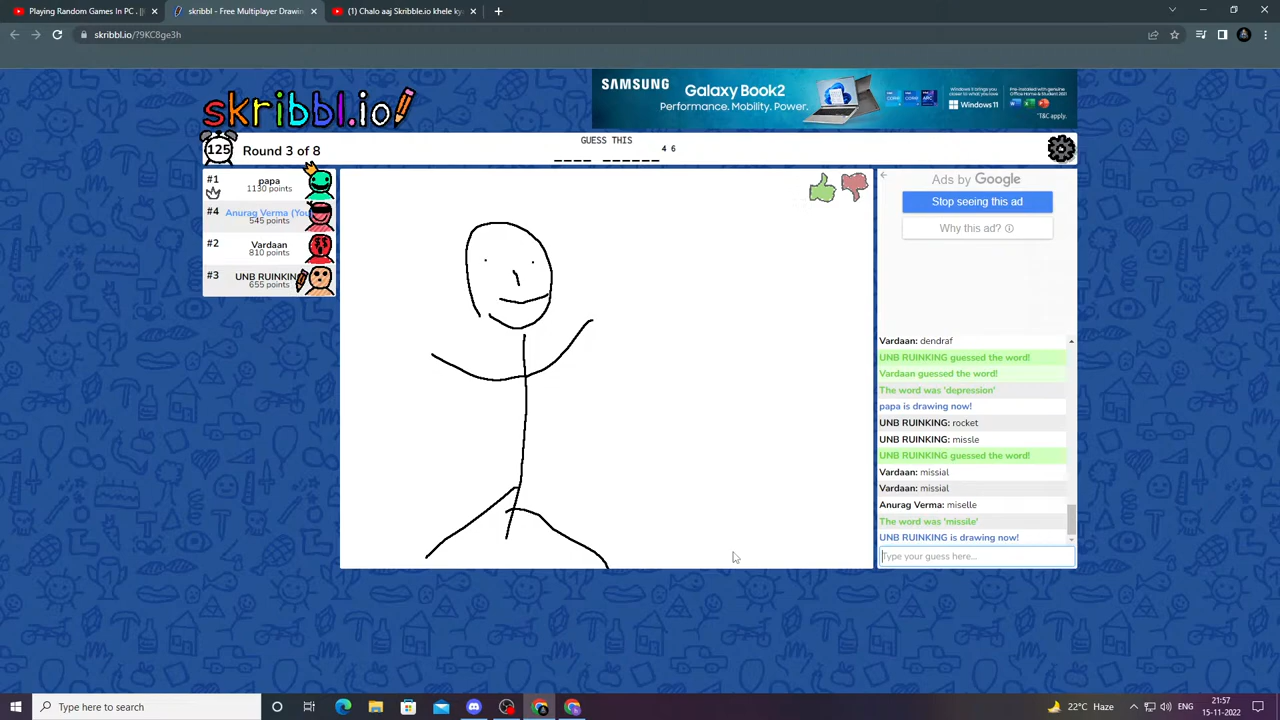 Playing Random Games In PC . ||
skribbl - Free Multiplayer Drawin
(1) Chalo aaj Skribble.io khele ky
skribbl.io/?9KC8ge3h
skribbl.io
SAMSUNG
Galaxy Book2
Performance. Mobility. Power.
Windows 11
*T&C apply.
125
Round 3 of 8
GUESS THIS
____ ______ 4 6
#1 papa
1130 points
#4 Anurag Verma (You
545 points
#2 Vardaan
810 points
#3 UNB RUINKIN
655 points
Ads by Google
Stop seeing this ad
Why this ad?
Vardaan: dendraf
UNB RUINKING guessed the word!
Vardaan guessed the word!
The word was 'depression'
papa is drawing now!
UNB RUINKING: rocket
UNB RUINKING: missle
UNB RUINKING guessed the word!
Vardaan: missial
Vardaan: missial
Anurag Verma: miselle
The word was 'missile'
UNB RUINKING is drawing now!
Type your guess here...
Type here to search
22°C Haze
ENG
21:57
15-11-2022